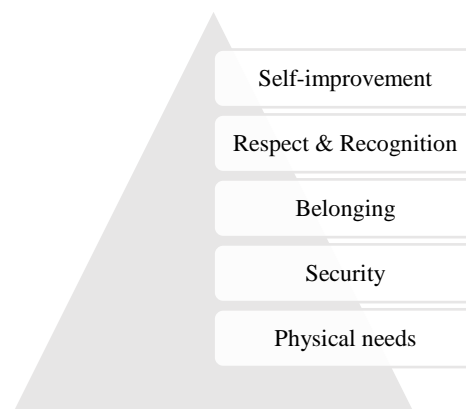 Self-improvement
Respect & Recognition
Belonging
Security
Physical needs